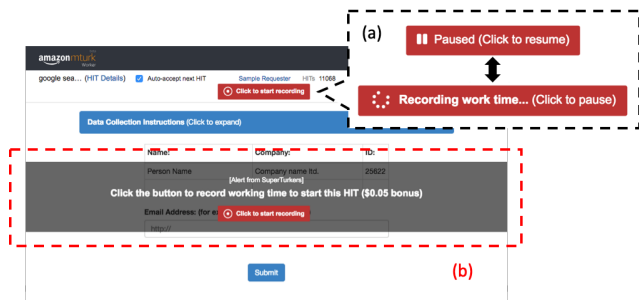 (a)
Paused (Click to resume)
Recording work time... (Click to pause)
amazonmturk
Worker
google sea... (HIT Details) Auto-accept next HIT Sample Requester HITs 11068
Click to start recording
Data Collection Instructions (Click to expand)
Name: Company: ID:
Person Name Company name ltd. 25622
[Alert from SuperTurkers]
Click the button to record working time to start this HIT ($0.05 bonus)
Email Address: (for e
Click to start recording
http://
Submit
(b)